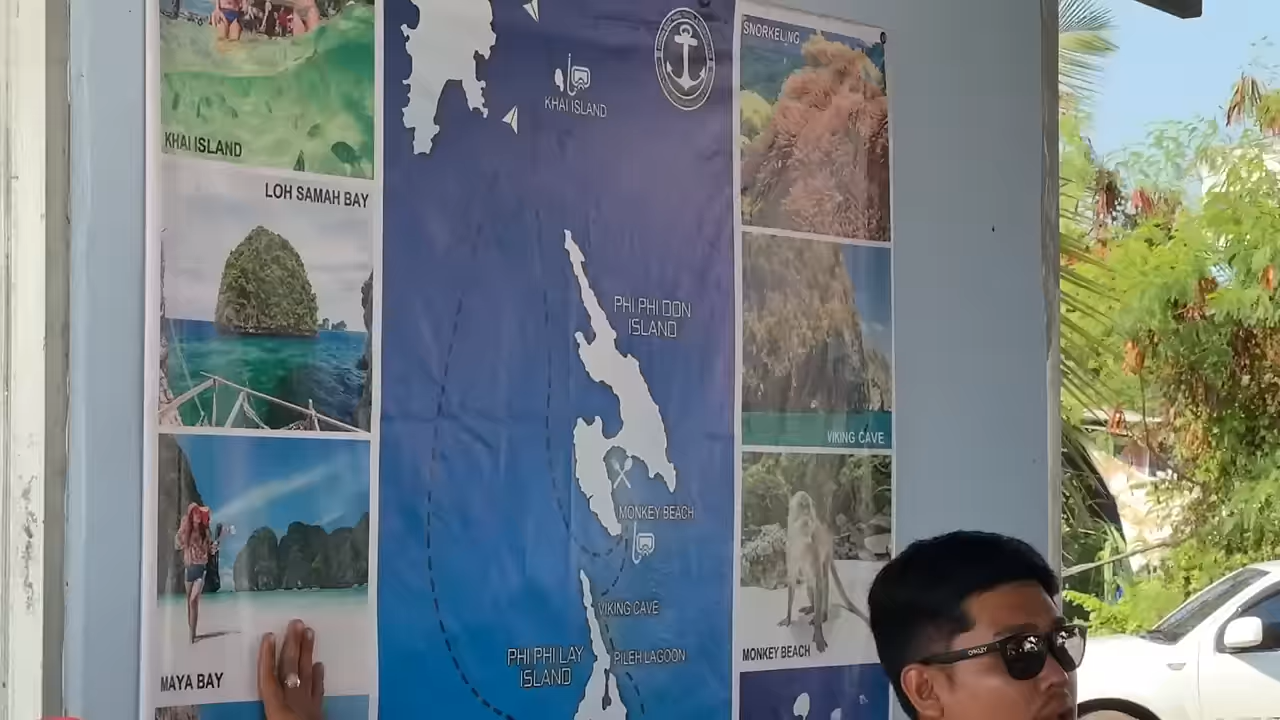 KHAI ISLAND
LOH SAMAH BAY
MAYA BAY
KHAI ISLAND
PHI PHI DON
ISLAND
MONKEY BEACH
VIKING CAVE
PHI PHI LAY
ISLAND
PILEH LAGOON
SNORKELING
VIKING CAVE
MONKEY BEACH